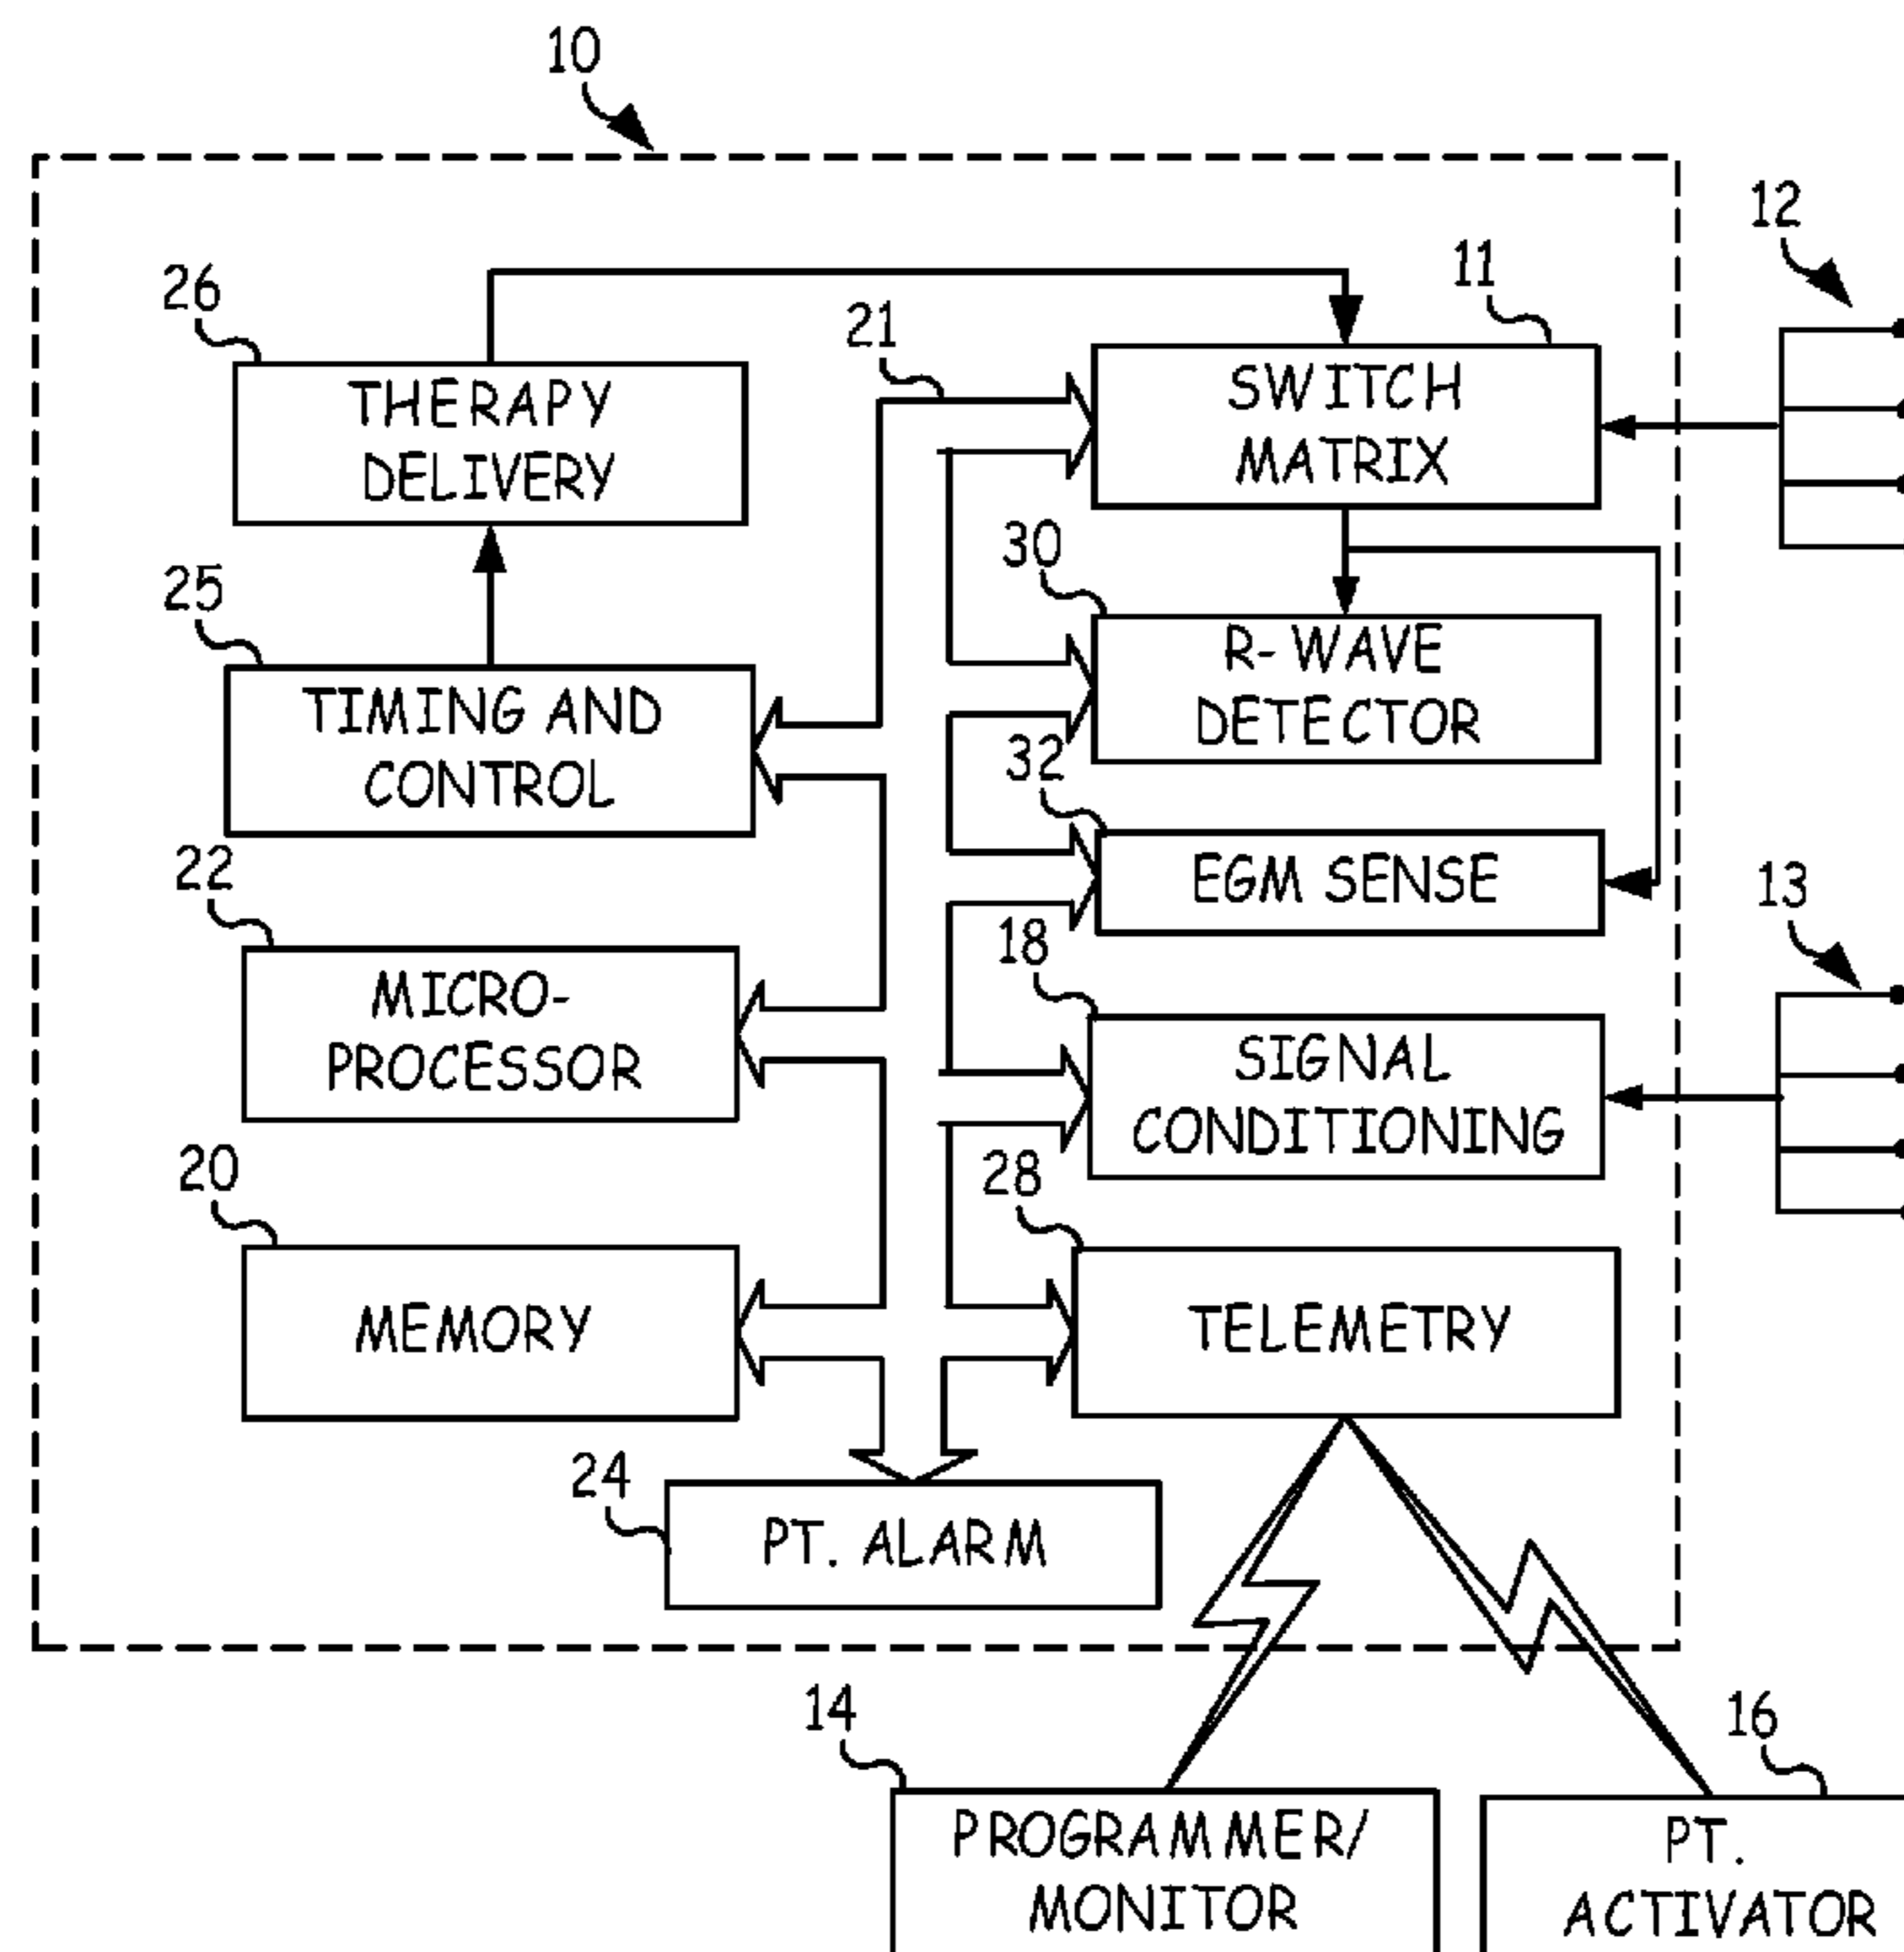 10
12
11
26
21
THERAPY
DELIVERY
SWITCH
MATRIX
30
25
R- WAVE
DETECTOR
TIMING AND
CONTROL
32
22
EGM SENSE
13
18
MICRO-
PROCESSOR
SIGNAL
CONDITIONING
20
28
MEMORY
TELEMETRY
24
PT. ALARM
14
16
PROGRAMMER/
MONITOR
PT.
ACTIVATOR